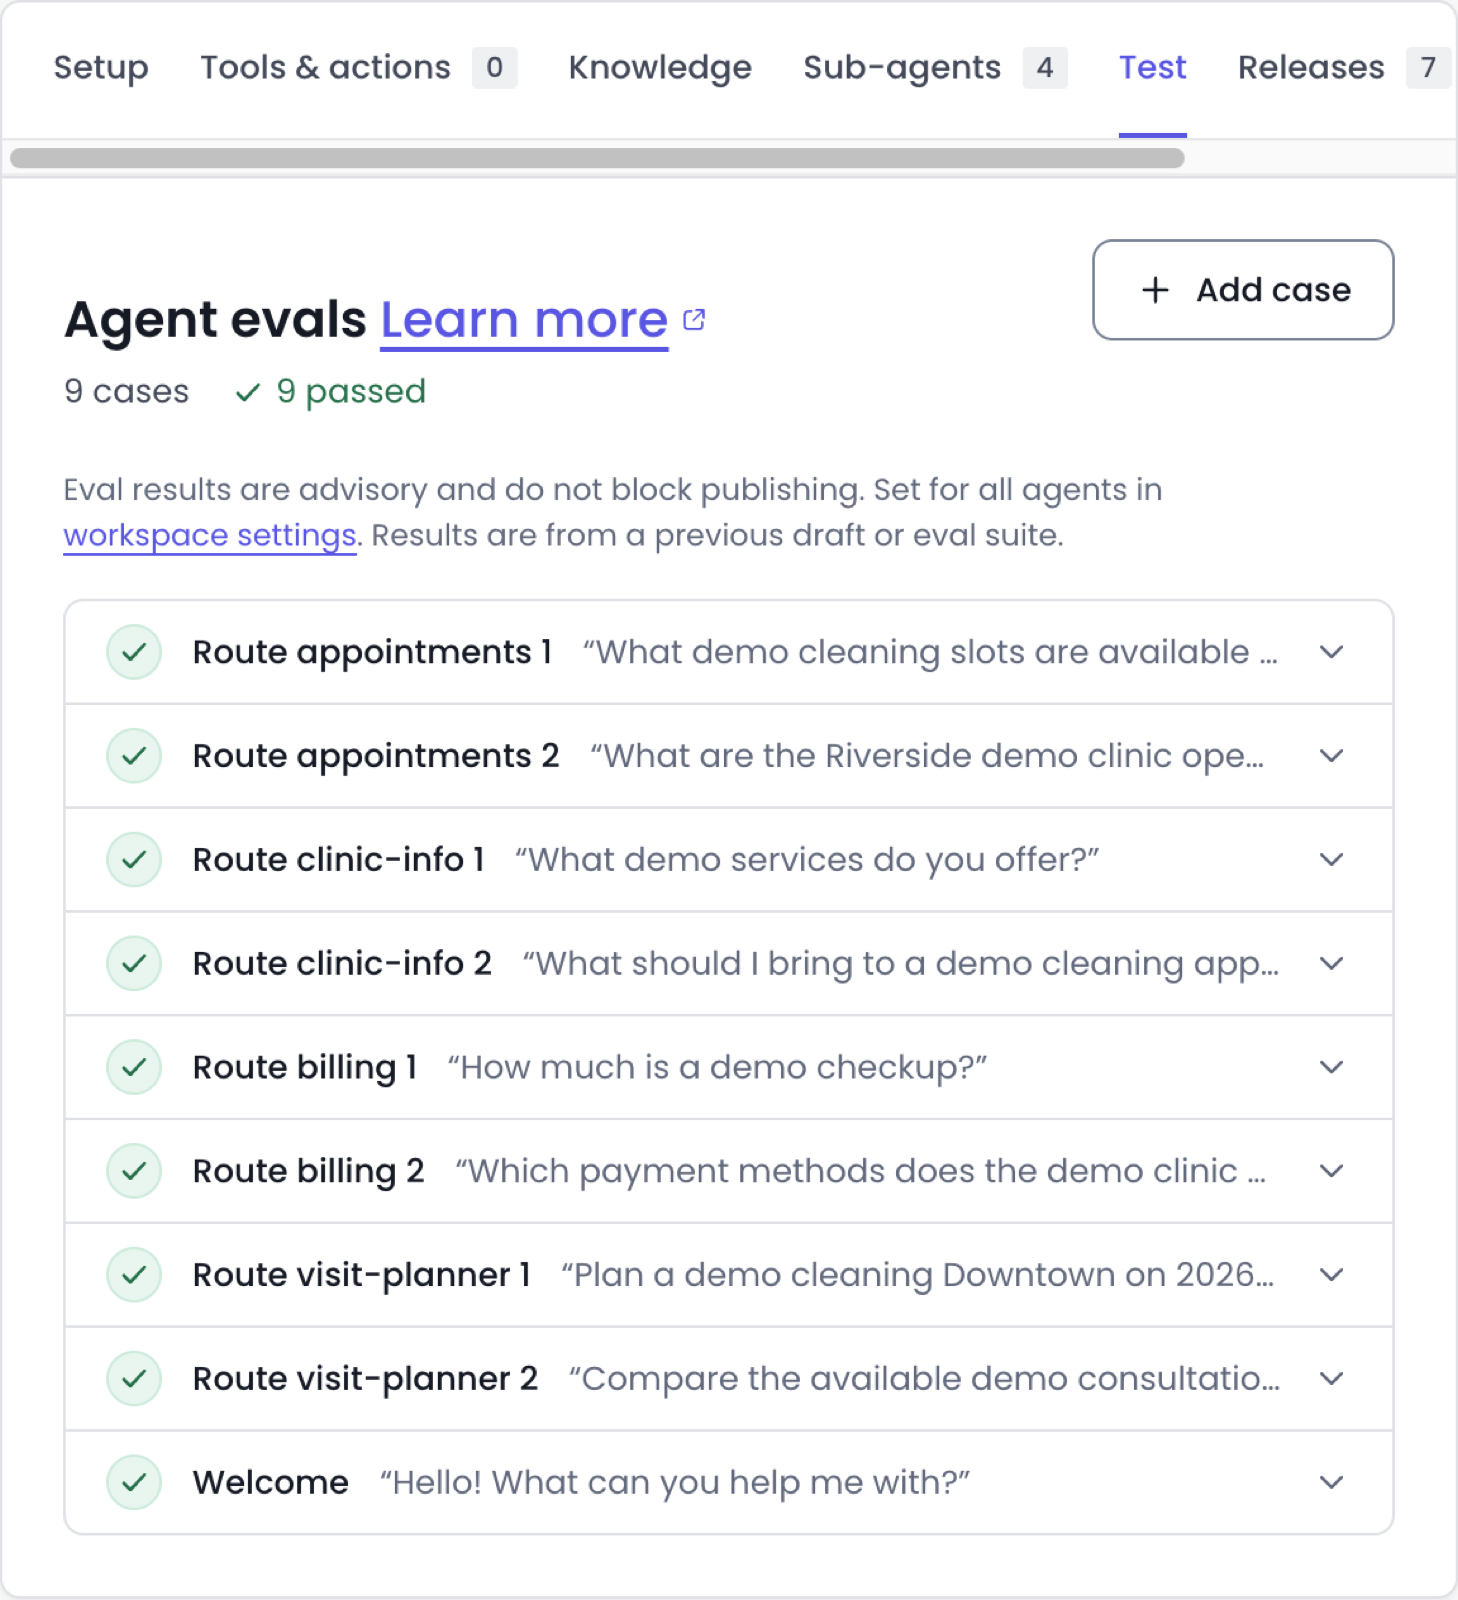 Setup Tools & actions 0 Knowledge Sub-agents 4 Test Releases 7
+ Add case
Agent evals Learn more
9 cases 9 passed
Eval results are advisory and do not block publishing. Set for all agents in
workspace settings. Results are from a previous draft or eval suite.
Route appointments 1 “What demo cleaning slots are available ...
Route appointments 2 “What are the Riverside demo clinic ope...
Route clinic-info 1 “What demo services do you offer?”
Route clinic-info 2 “What should I bring to a demo cleaning app...
Route billing 1 “How much is a demo checkup?”
Route billing 2 “Which payment methods does the demo clinic ...
Route visit-planner 1 “Plan a demo cleaning Downtown on 2026...
Route visit-planner 2 “Compare the available demo consultatio...
Welcome “Hello! What can you help me with?”